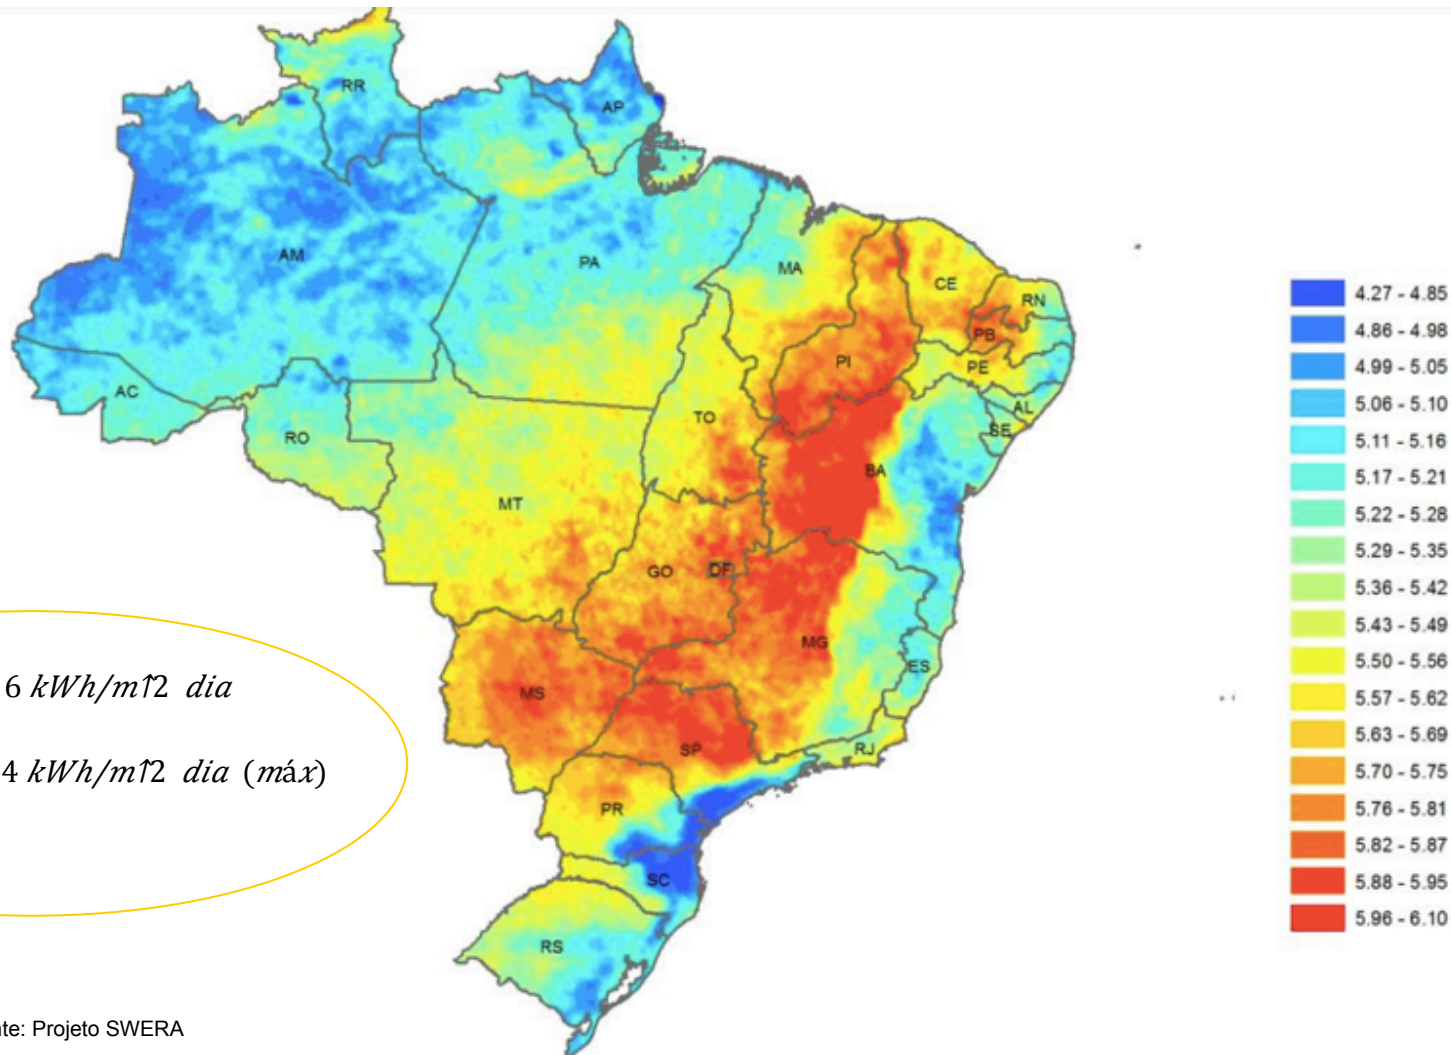 RR
AP
AM
PA
MA
CE
RN
PB
PI
PE
AC
AL
TO
SE
RO
BA
MT
GO
DF
MG
ES
MS
SP
RJ
PR
SC
RS
4.27 - 4.85
4.86 - 4.98
4.99 - 5.05
5.06 - 5.10
5.11 - 5.16
5.17 - 5.21
5.22 - 5.28
5.29 - 5.35
5.36 - 5.42
5.43 - 5.49
5.50 - 5.56
5.57 - 5.62
5.63 - 5.69
5.70 - 5.75
5.76 - 5.81
5.82 - 5.87
5.88 - 5.95
5.96 - 6.10
6 kWh/m↑2 dia
4 kWh/m↑2 dia (máx)
nte: Projeto SWERA